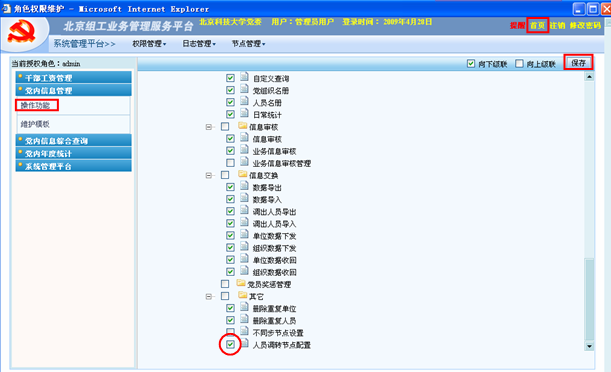 角色权限维护 - Microsoft Internet Explorer
北京组工业务管理服务平台
北京科技大学党委 用户：管理员用户 登录时间： 2009年4月28日
提醒 首页 注销 修改密码
系统管理平台>> 权限管理 日志管理 节点管理
当前授权角色：admin
向下级联 向上级联 保存
干部工资管理
党内信息管理
操作功能
维护模板
党内信息综合查询
党内年度统计
系统管理平台
自定义查询
党组织名册
人员名册
日常统计
信息审核
信息审核
业务信息审核
业务信息审核管理
信息交换
数据导出
数据导入
调出人员导出
调出人员导入
单位数据下发
组织数据下发
单位数据收回
组织数据收回
党员奖惩管理
其它
删除重复单位
删除重复人员
不同步节点设置
人员调转节点配置